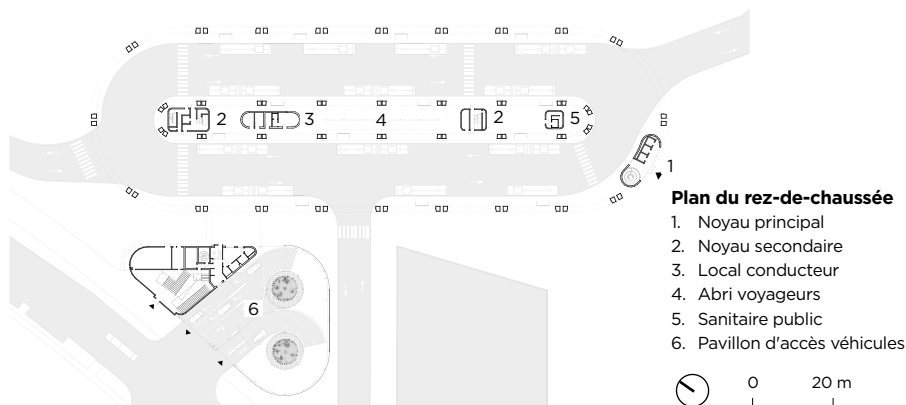 2
3
4
2
5
1
6
Plan du rez-de-chaussée
1. Noyau principal
2. Noyau secondaire
3. Local conducteur
4. Abri voyageurs
5. Sanitaire public
6. Pavillon d'accès véhicules
0 20 m